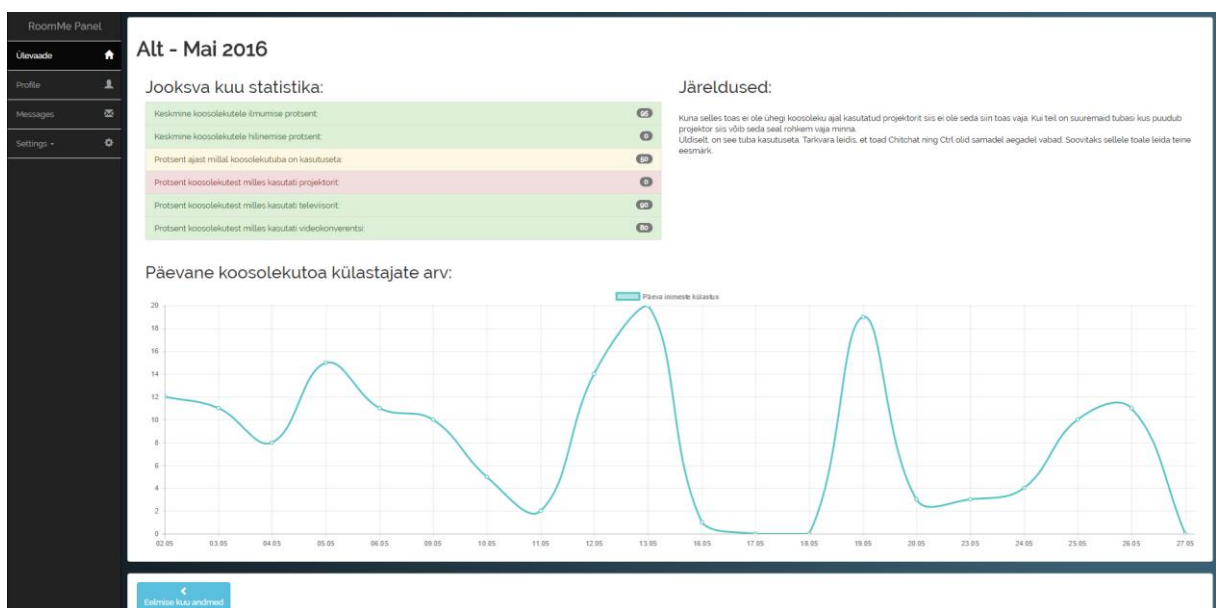 RoomMe Panel
Ülevaade
Profile
Messages
Settings
Alt - Mai 2016
Jooksva kuu statistika:
Keskmine koosolekutele ilmumise protsent: 95
Keskmine koosolekutele hilinemise protsent: 0
Protsent ajast millal koosolekutuba on kasutuseta: 50
Protsent koosolekutest milles kasutati projektorit: 0
Protsent koosolekutest milles kasutati televiisorit: 90
Protsent koosolekutest milles kasutati videokonverentsi: 80
Järeldused:
Kuna selles toas ei ole ühegi koosoleku ajal kasutatud projektorit siis ei ole seda siin toas vaja. Kui teil on suuremaid tubasi kus puudub
projektor siis võib seda seal rohkem vaja minna.
Üldiselt, on see tuba kasutuseta. Tarkvara leidis, et toad Chitchat ning Ctrl olid samadel aegadel vabad. Soovitaks sellele toale leida teine
eesmärk.
Päevane koosolekutoa külastajate arv:
Päeva inimeste külastus
20
18
16
14
12
10
8
6
4
2
0
02.05 03.05 04.05 05.05 06.05 09.05 10.05 11.05 12.05 13.05 16.05 17.05 18.05 19.05 20.05 23.05 24.05 25.05 26.05 27.05
Eelmise kuu andmed